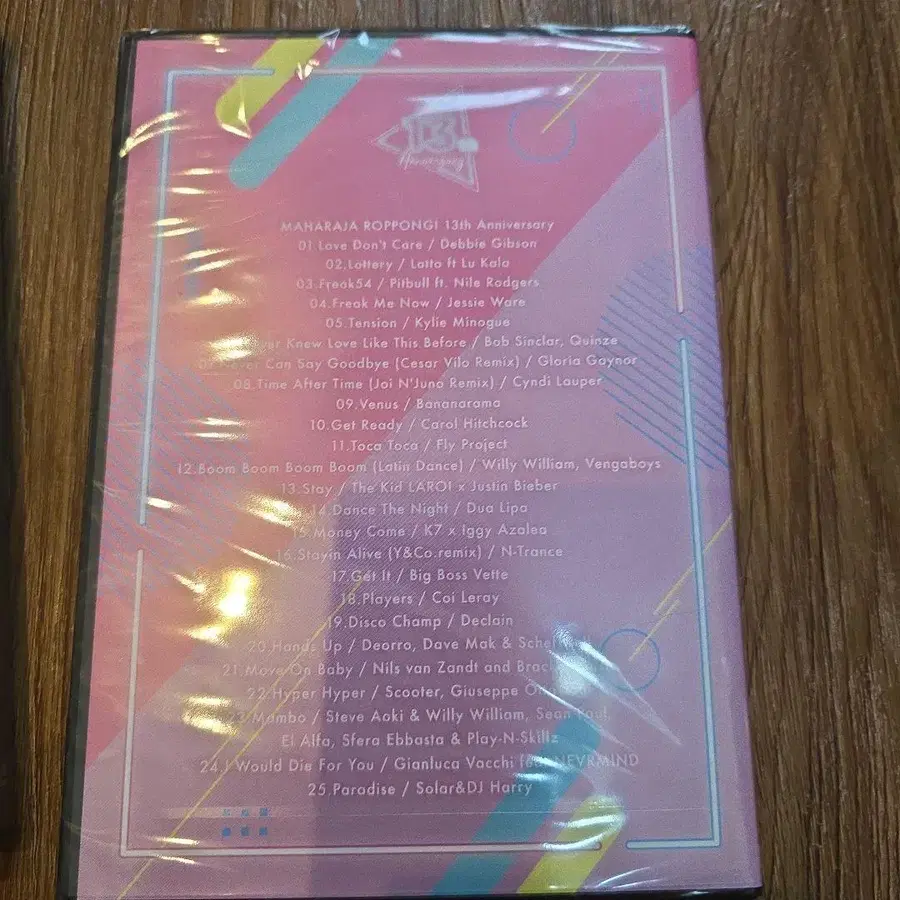 13
Anniversary
MAHARAJA ROPPONGI 13th Anniversary
01.Love Don't Care / Debbie Gibson
02.Lottery / Latto ft Lu Kala
03.Freak54 / Pitbull ft. Nile Rodgers
04.Freak Me Now / Jessie Ware
05.Tension / Kylie Minogue
Knew Love Like This Before / Bob Sinclar, Quinze
Can Say Goodbye (Cesar Vilo Remix) / Gloria Gaynor
08.Time After Time (Joi N'Juno Remix) / Cyndi Lauper
09.Venus / Bananarama
10.Get Ready / Carol Hitchcock
11.Toca Toca / Fly Project
12.Boom Boom Boom Boom (Latin Dance) / Willy William, Vengaboys
13.Stay / The Kid LAROI x Justin Bieber
14.Dance The Night / Dua Lipa
15.Money Come / K7 x Iggy Azalea
16.Stayin Alive (Y&Co.remix) / N-Trance
17.Get It / Big Boss Vette
18.Players / Coi Leray
19.Disco Champ / Declain
20.Hands Up / Deorro, Dave Mak &
21.Move On Baby / Nils van Zandt and
22.Hyper Hyper / Scooter, Giuseppe
23.Mambo / Steve Aoki & Willy William, Sean Paul,
El Alfa, Sfera Ebbasta & Play-N-Skillz
24.I Would Die For You / Gianluca Vacchi feat NEVRMIND
25.Paradise / Solar&DJ Harry